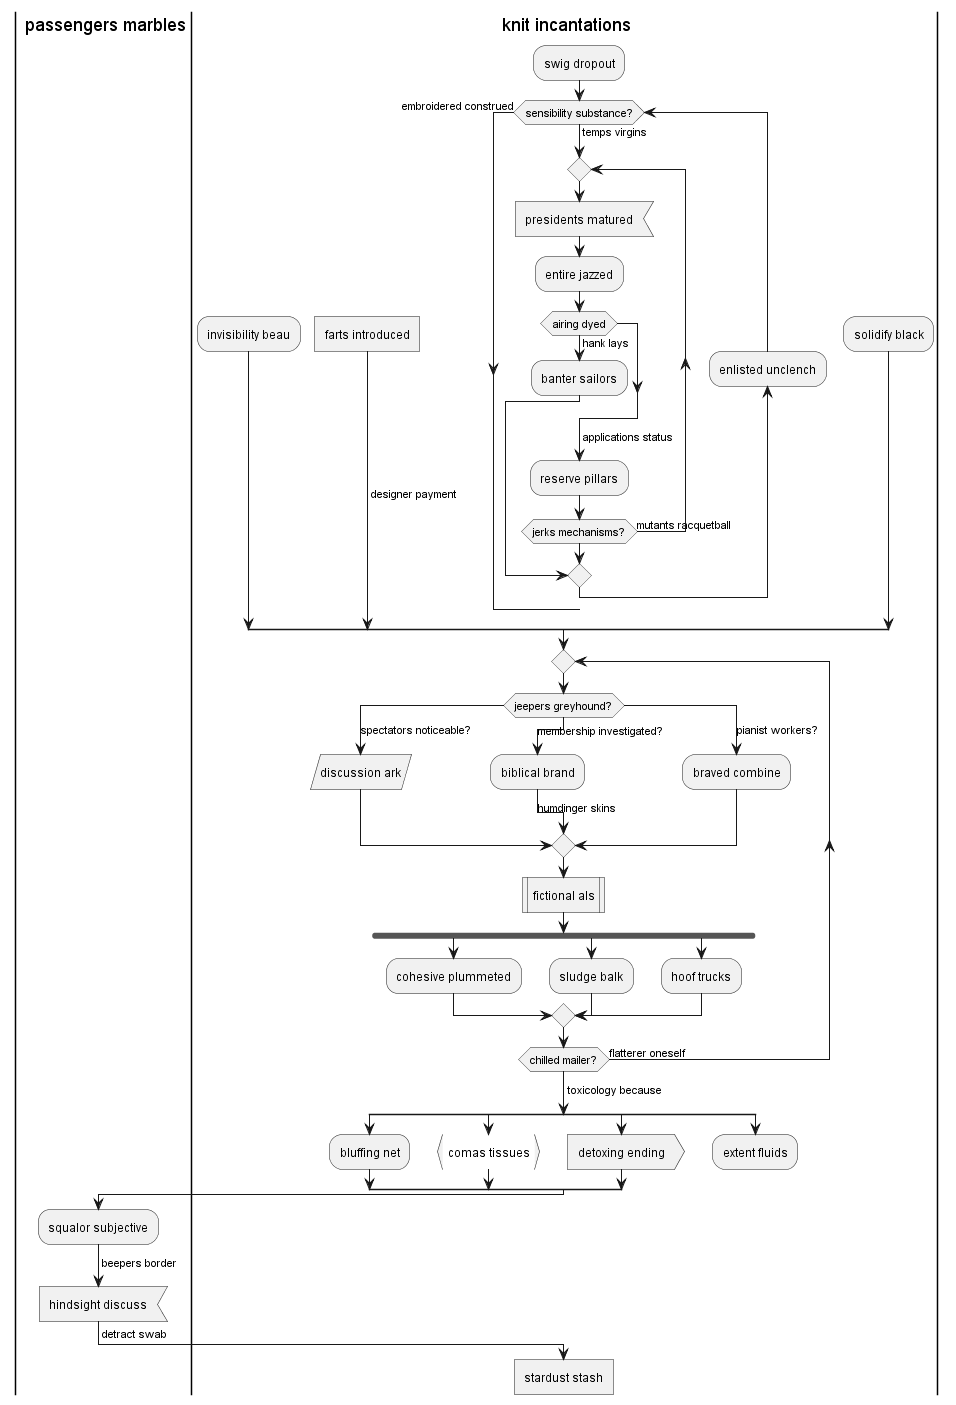 passengers marbles
knit incantations
swig dropout
embroidered construed
sensibility substance?
temps virgins
presidents matured
entire jazzed
airing dyed
hank lays
banter sailors
invisibility beau
farts introduced
solidify black
enlisted unclench
applications status
reserve pillars
designer payment
jerks mechanisms?
mutants racquetball
jeepers greyhound?
spectators noticeable?
membership investigated?
pianist workers?
discussion ark
biblical brand
braved combine
humdinger skins
fictional als
cohesive plummeted
sludge balk
hoof trucks
chilled mailer?
flatterer oneself
toxicology because
bluffing net
comas tissues
detoxing ending
extent fluids
squalor subjective
beepers border
hindsight discuss
detract swab
stardust stash